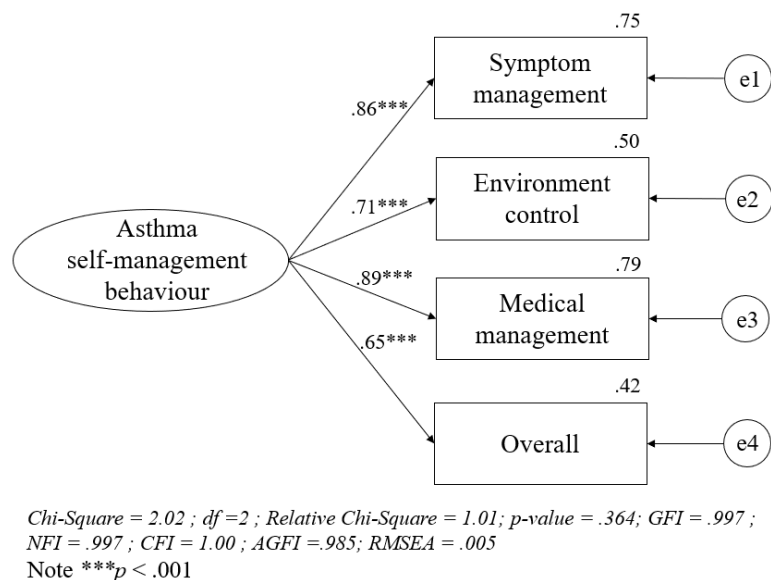 .75
Symptom
management
e1
.86***
.50
Environment
control
e2
.71***
Asthma
self-management
behaviour
.79
.89***
Medical
management
e3
.65***
.42
Overall
e4
Chi-Square = 2.02 ; df =2 ; Relative Chi-Square = 1.01; p-value = .364; GFI = .997 ;
NFI = .997 ; CFI = 1.00 ; AGFI =.985; RMSEA = .005
Note ***p < .001